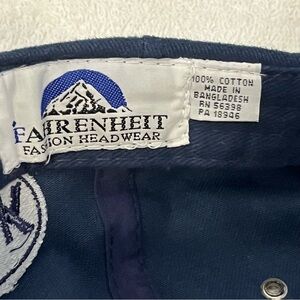 FAHRENHEIT
FASHION HEADWEAR
100% COTTON
MADE IN
BANGLADESH
RN 56398
PA 18946